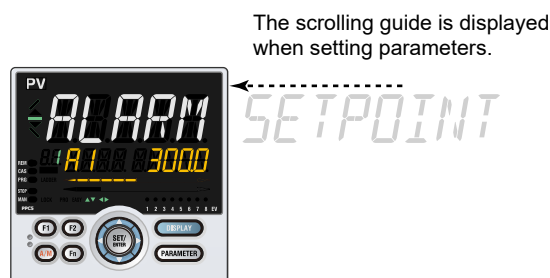 The scrolling guide is displayed
when setting parameters.
PV
ALARM
SETPOINT
1 A1 300.0
REM
CAS
PRG
STOP
MAN
PPCS
1 2 3 4 5 6 7 8 EV
F1 F2
SET/
ENTER
DISPLAY
A/M Fn
PARAMETER